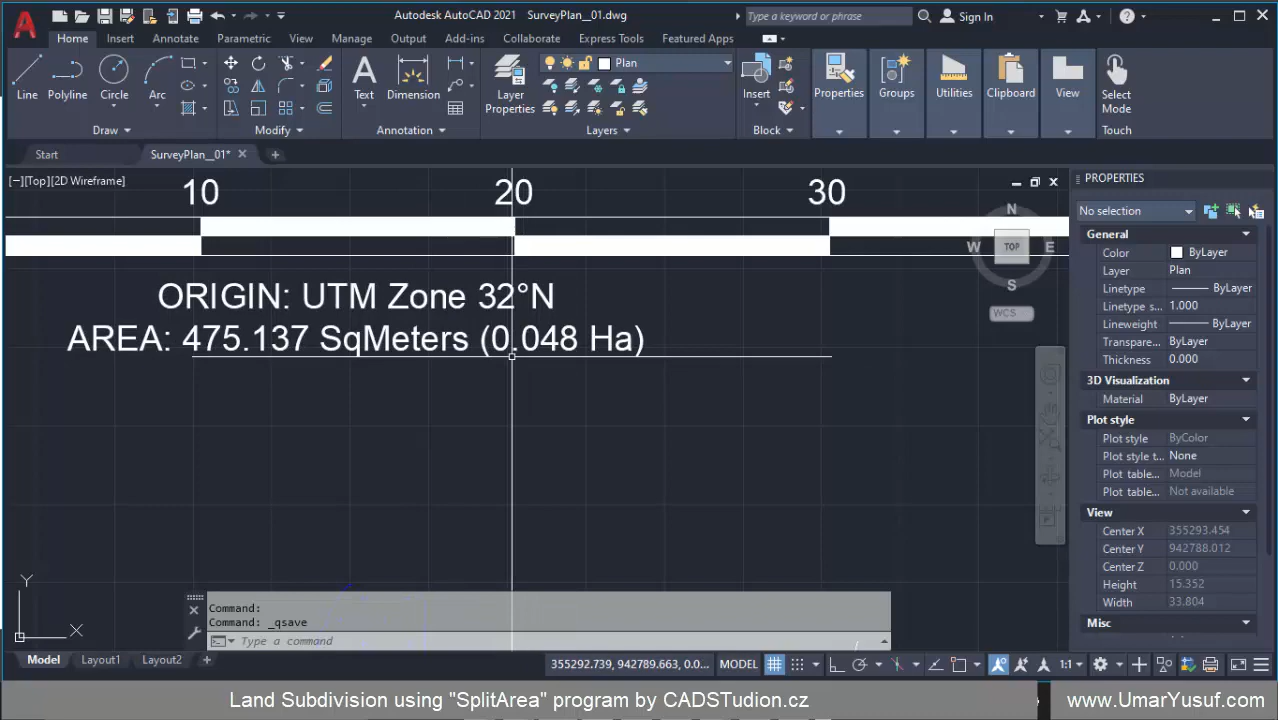 Autodesk AutoCAD 2021 SurveyPlan_01.dwg
Type a keyword or phrase
Sign In
Home Insert Annotate Parametric View Manage Output Add-ins Collaborate Express Tools Featured Apps
Line Polyline Circle Arc
Draw
Modify
Text Dimension
Annotation
Layer Properties
Plan
Layers
Insert
Block
Properties
Groups
Utilities
Clipboard
View
Select Mode
Touch
Start
SurveyPlan__01*
[−][Top][2D Wireframe]
10 20 30
ORIGIN: UTM Zone 32°N
AREA: 475.137 SqMeters (0.048 Ha)
N
W TOP E
S
WCS
Y
X
PROPERTIES
No selection
General
Color ByLayer
Layer Plan
Linetype ByLayer
Linetype s... 1.000
Lineweight ByLayer
Transpare... ByLayer
Thickness 0.000
3D Visualization
Material ByLayer
Plot style
Plot style ByColor
Plot style t... None
Plot table... Model
Plot table... Not available
View
Center X 355293.454
Center Y 942788.012
Center Z 0.000
Height 15.352
Width 33.804
Misc
Command:
Command: _qsave
Type a command
Model Layout1 Layout2
355292.739, 942789.663, 0.0... MODEL 1:1
Land Subdivision using "SplitArea" program by CADSTudion.cz
www.UmarYusuf.com